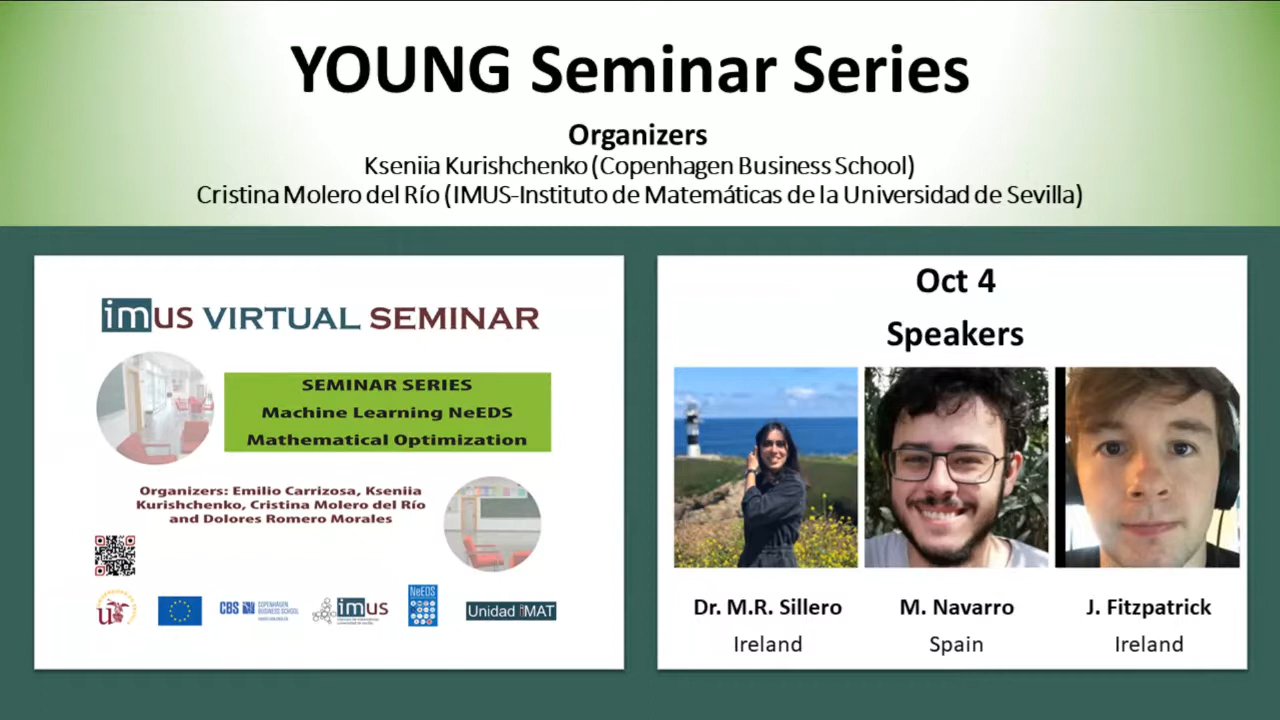 YOUNG Seminar Series
Organizers
Kseniia Kurishchenko (Copenhagen Business School)
Cristina Molero del Río (IMUS-Instituto de Matemáticas de la Universidad de Sevilla)
imus VIRTUAL SEMINAR
SEMINAR SERIES
Machine Learning NeEDS
Mathematical Optimization
Organizers: Emilio Carrizosa, Kseniia
Kurishchenko, Cristina Molero del Río
and Dolores Romero Morales
CBS COPENHAGEN
BUSINESS SCHOOL
imus
NeEDS
Unidad iMAT
Oct 4
Speakers
Dr. M.R. Sillero
Ireland
M. Navarro
Spain
J. Fitzpatrick
Ireland